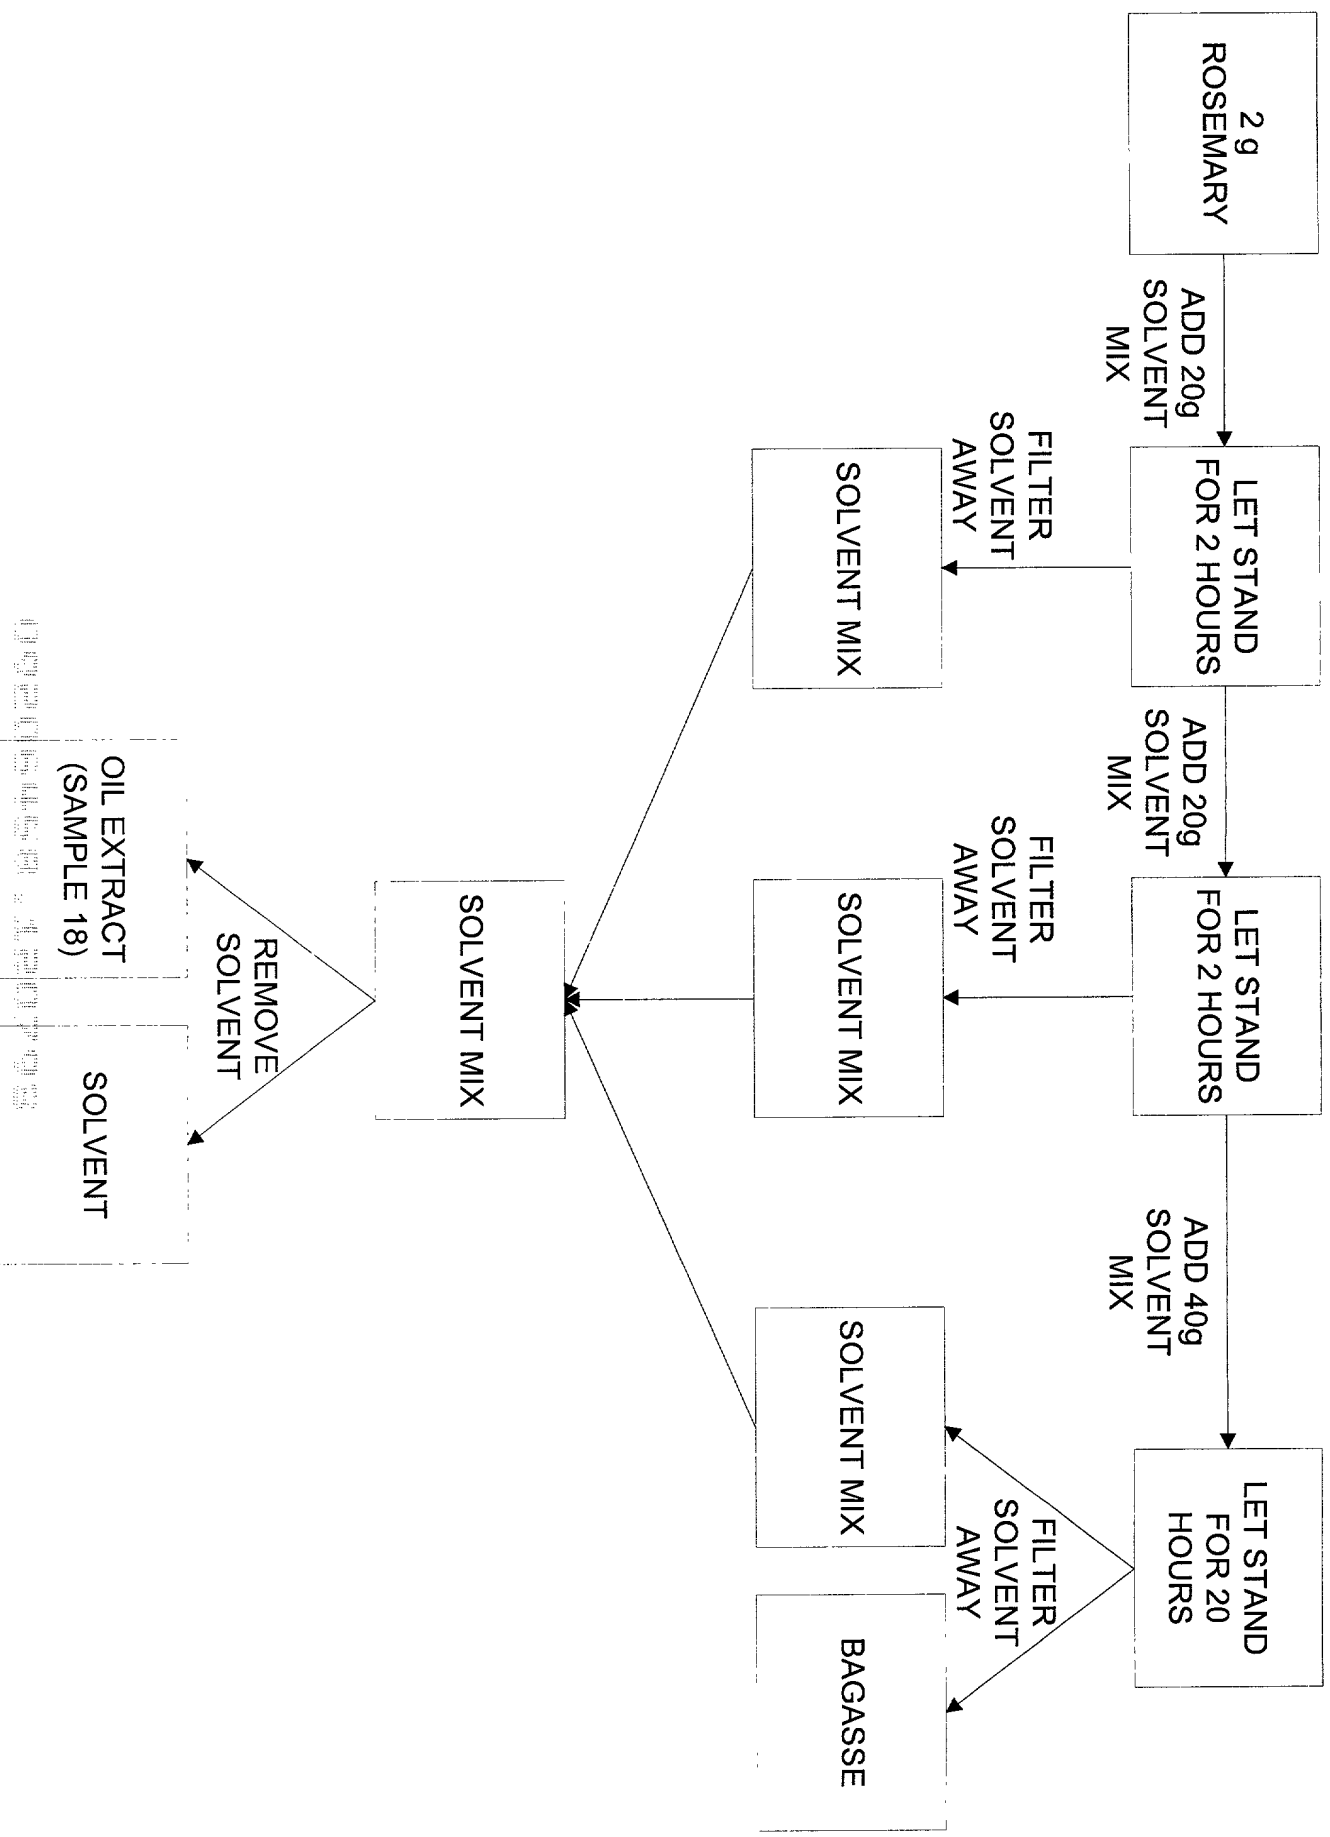 2 g
ROSEMARY
ADD 20g
SOLVENT
MIX
LET STAND
FOR 2 HOURS
ADD 20g
SOLVENT
MIX
LET STAND
FOR 2 HOURS
ADD 40g
SOLVENT
MIX
LET STAND
FOR 20
HOURS
FILTER
SOLVENT
AWAY
FILTER
SOLVENT
AWAY
FILTER
SOLVENT
AWAY
SOLVENT MIX
SOLVENT MIX
SOLVENT MIX
BAGASSE
SOLVENT MIX
REMOVE
SOLVENT
OIL EXTRACT
(SAMPLE 18)
SOLVENT